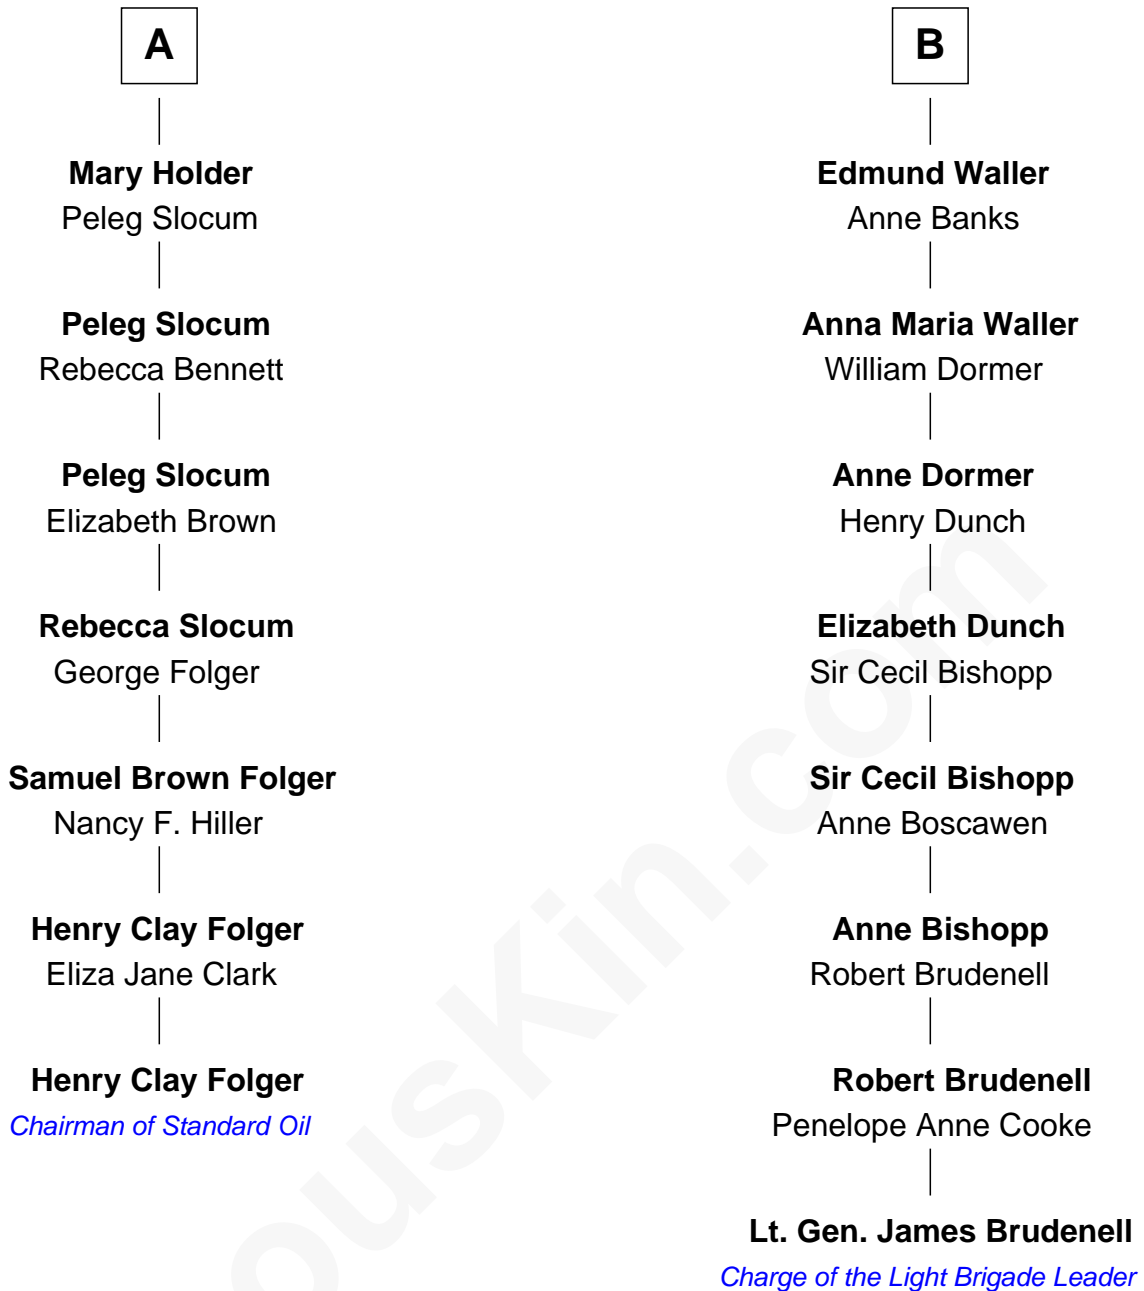 A
Mary Holder
Peleg Slocum
Peleg Slocum
Rebecca Bennett
Peleg Slocum
Elizabeth Brown
Rebecca Slocum
George Folger
Samuel Brown Folger
Nancy F. Hiller
Henry Clay Folger
Eliza Jane Clark
Henry Clay Folger
Chairman of Standard Oil
B
Edmund Waller
Anne Banks
Anna Maria Waller
William Dormer
Anne Dormer
Henry Dunch
Elizabeth Dunch
Sir Cecil Bishopp
Sir Cecil Bishopp
Anne Boscawen
Anne Bishopp
Robert Brudenell
Robert Brudenell
Penelope Anne Cooke
Lt. Gen. James Brudenell
Charge of the Light Brigade Leader
ousKin.com